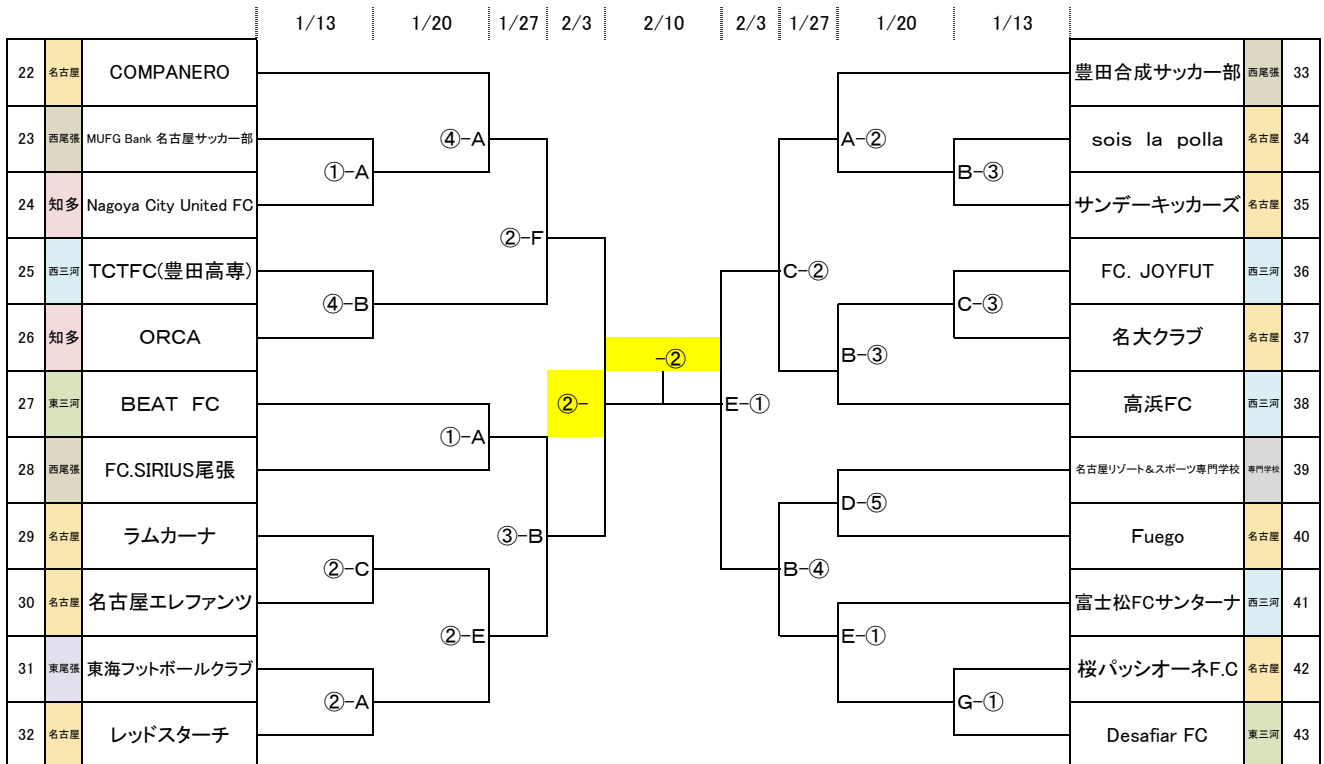 1/13 1/20 1/27 2/3 2/10 2/3 1/27 1/20 1/13
22 名古屋 COMPANERO
23 西尾張 MUFG Bank 名古屋サッカー部
24 知多 Nagoya City United FC
25 西三河 TCTFC(豊田高専)
26 知多 ORCA
27 東三河 BEAT FC
28 西尾張 FC.SIRIUS尾張
29 名古屋 ラムカーナ
30 名古屋 名古屋エレファンツ
31 東尾張 東海フットボールクラブ
32 名古屋 レッドスターチ
①-A
④-B
②-C
②-A
④-A
①-A
②-E
②-F
③-B
②-
-②
E-①
C-②
B-④
A-②
B-③
D-⑤
E-①
B-③
C-③
G-①
豊田合成サッカー部 西尾張 33
sois la polla 名古屋 34
サンデーキッカーズ 名古屋 35
FC. JOYFUT 西三河 36
名大クラブ 名古屋 37
高浜FC 西三河 38
名古屋リゾート&スポーツ専門学校 専門学校 39
Fuego 名古屋 40
富士松FCサンターナ 西三河 41
桜パッシオーネF.C 名古屋 42
Desafiar FC 東三河 43